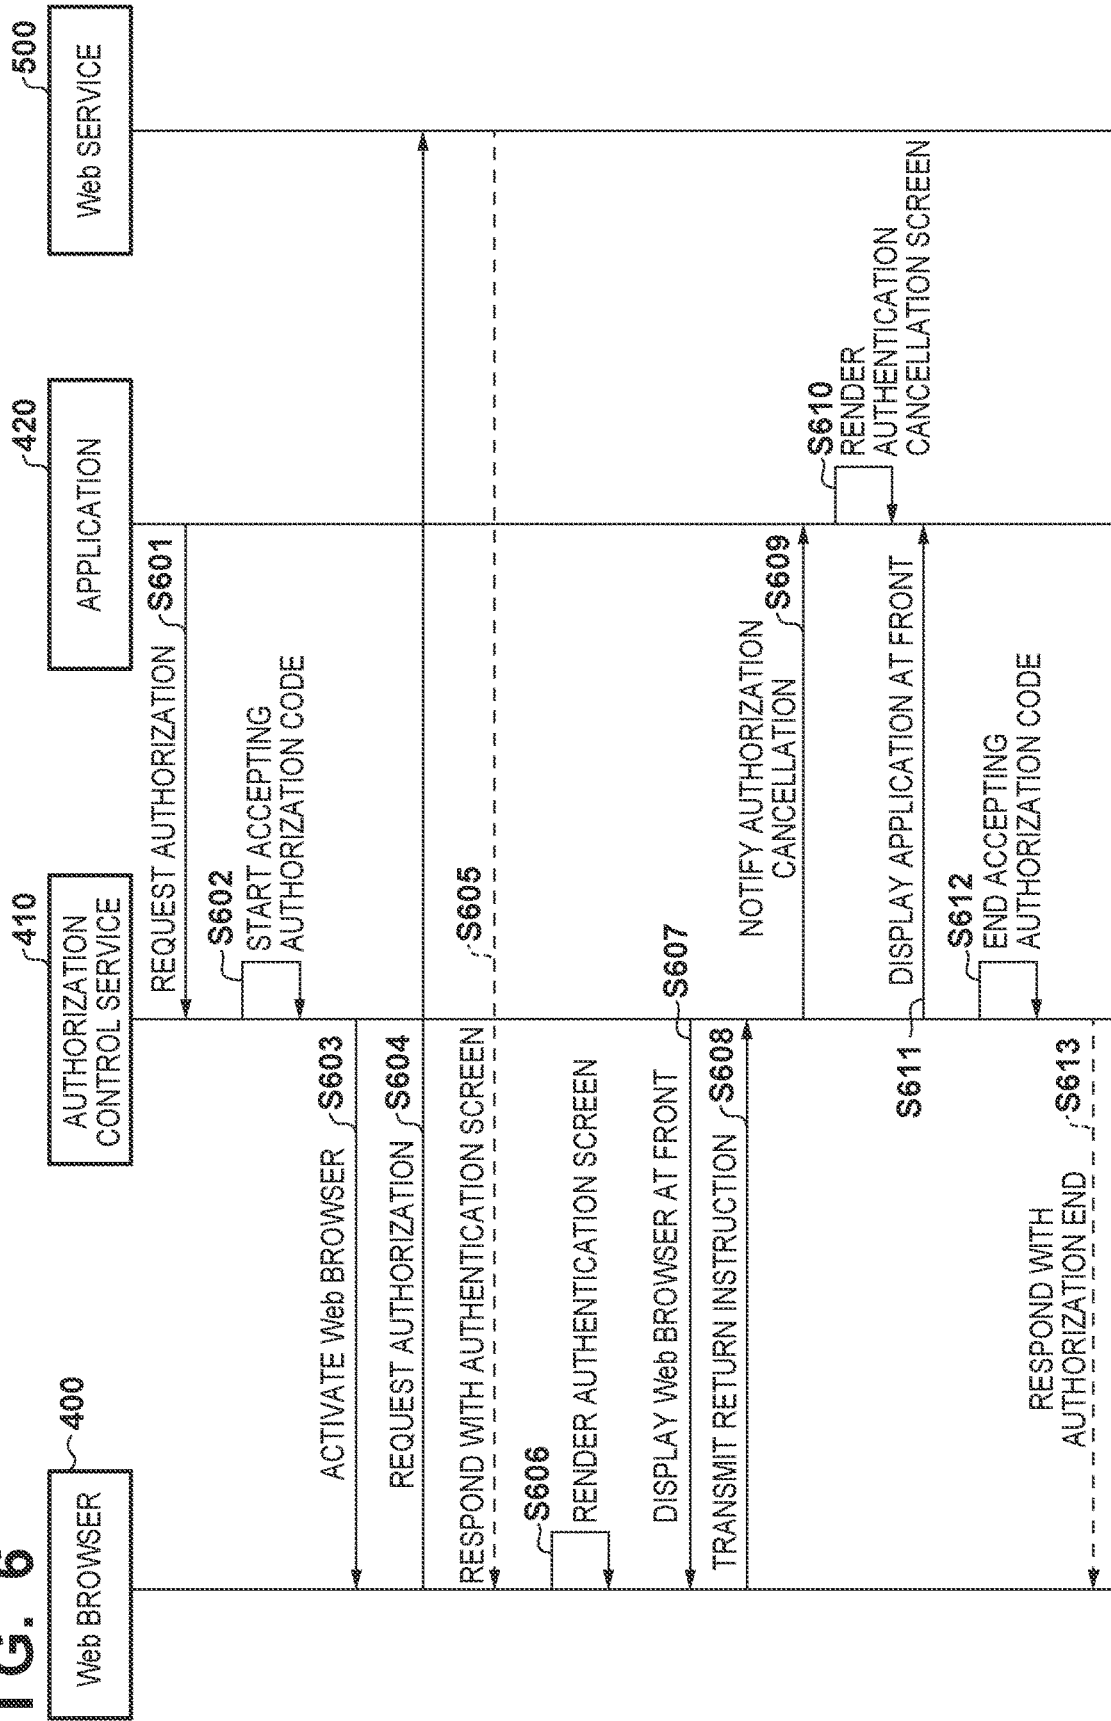 FIG. 6
400
Web BROWSER
410
AUTHORIZATION
CONTROL SERVICE
420
APPLICATION
500
Web SERVICE
REQUEST AUTHORIZATION
S601
S602
START ACCEPTING
AUTHORIZATION CODE
ACTIVATE Web BROWSER
S603
REQUEST AUTHORIZATION
S604
RESPOND WITH AUTHENTICATION SCREEN
S605
S606
RENDER AUTHENTICATION SCREEN
DISPLAY Web BROWSER AT FRONT
S607
TRANSMIT RETURN INSTRUCTION
S608
NOTIFY AUTHORIZATION
CANCELLATION
S609
S610
RENDER
AUTHENTICATION
CANCELLATION SCREEN
DISPLAY APPLICATION AT FRONT
S611
S612
END ACCEPTING
AUTHORIZATION CODE
RESPOND WITH
AUTHORIZATION END
S613